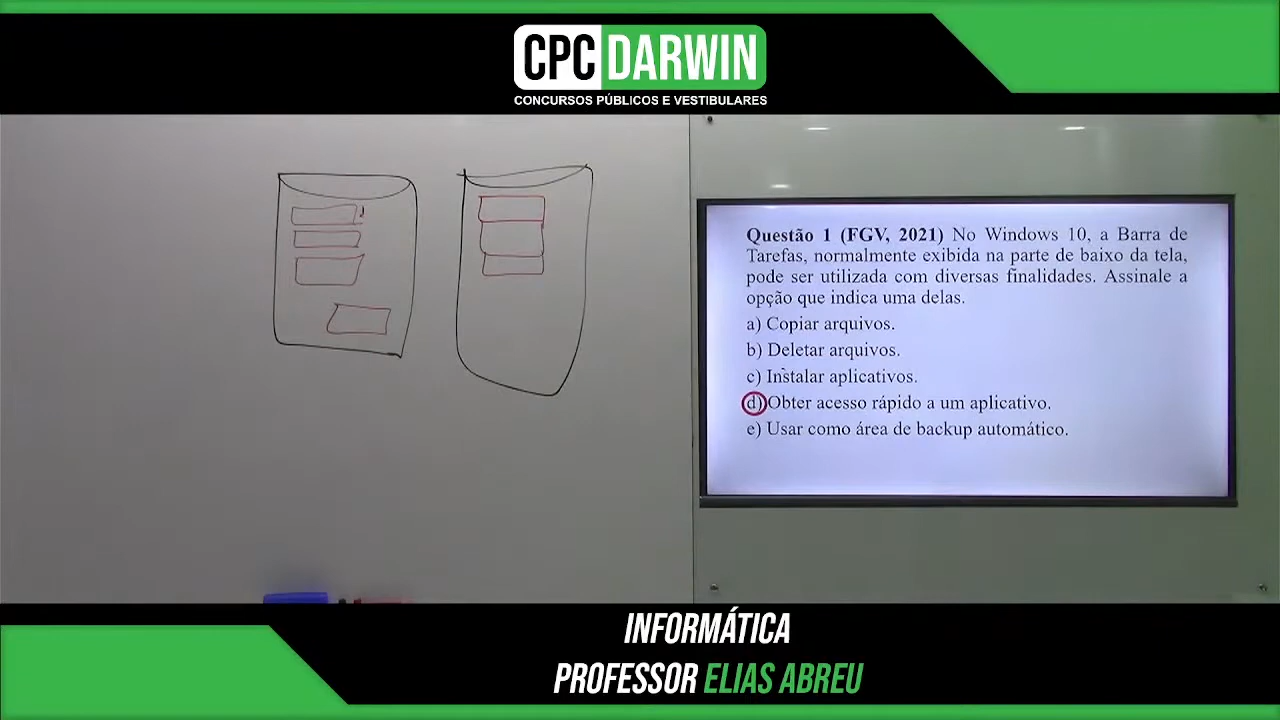 CPC DARWIN
CONCURSOS PÚBLICOS E VESTIBULARES
Questão 1 (FGV, 2021) No Windows 10, a Barra de
Tarefas, normalmente exibida na parte de baixo da tela,
pode ser utilizada com diversas finalidades. Assinale a
opção que indica uma delas.
a) Copiar arquivos.
b) Deletar arquivos.
c) Instalar aplicativos.
d) Obter acesso rápido a um aplicativo.
e) Usar como área de backup automático.
INFORMÁTICA
PROFESSOR ELIAS ABREU